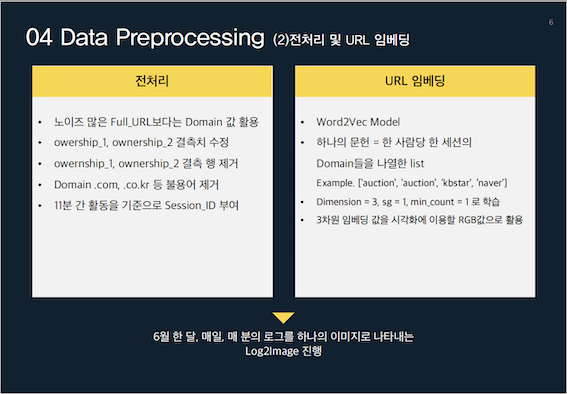 6
04 Data Preprocessing (2)전처리 및 URL 임베딩
전처리
• 노이즈 많은 Full_URL보다는 Domain 값 활용
• owership_1, ownership_2 결측치 수정
• owernship_1, ownership_2 결측 행 제거
• Domain .com, .co.kr 등 불용어 제거
• 11분 간 활동을 기준으로 Session_ID 부여
URL 임베딩
• Word2Vec Model
• 하나의 문헌 = 한 사람당 한 세션의
Domain들을 나열한 list
Example. ['auction', 'auction', 'kbstar', 'naver']
• Dimension = 3, sg = 1, min_count = 1 로 학습
• 3차원 임베딩 값을 시각화에 이용할 RGB값으로 활용
6월 한 달, 매일, 매 분의 로그를 하나의 이미지로 나타내는
Log2Image 진행